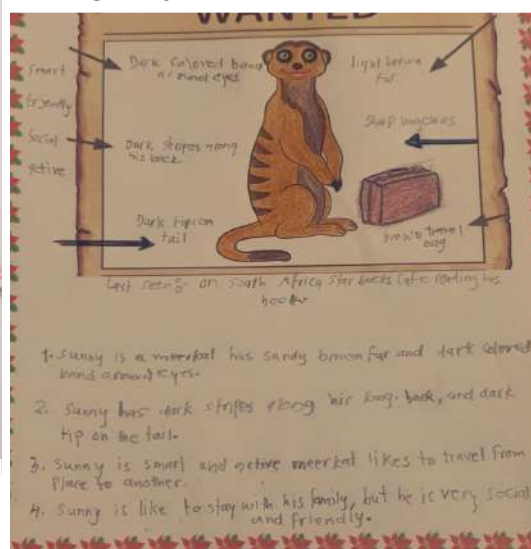 WANTED
Smart
friendly
Social
active
Dark Colored band
around eyes
light brown
fur
Dark stripes along
his back
Sharp long claws
Dark tip on
tail
brown travel
bag
Last seen: on South Africa Star bucks Cafe reading his
book.
1. Sunny is a meerkat has sandy brown fur and dark colored
band around eyes.
2. Sunny has dark stripes along his long back, and dark
tip on the tail.
3. Sunny is smart and active meerkat likes to travel from
Place to another.
4. Sunny is like to stay with his family, but he is very social
and friendly.